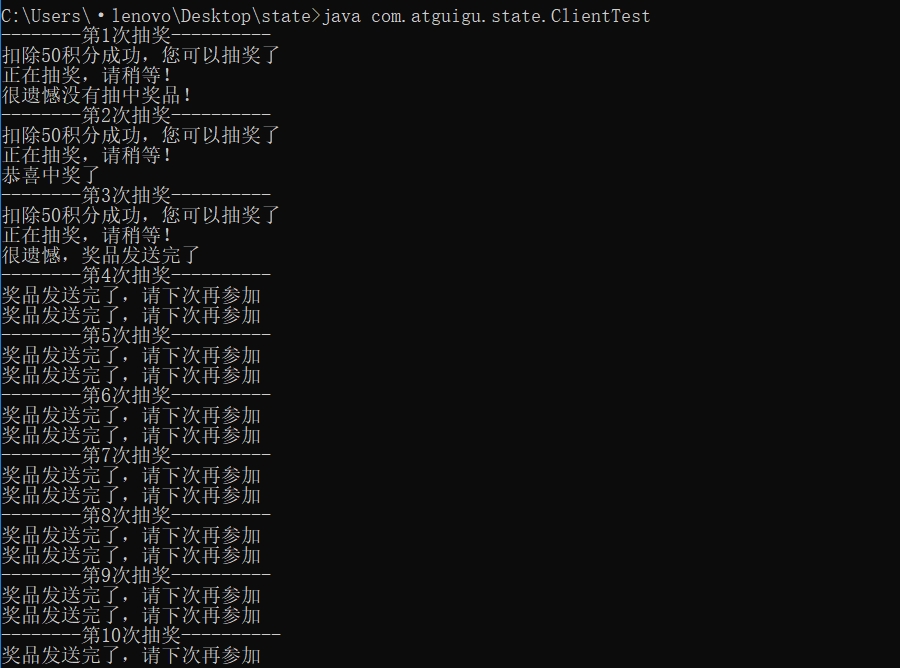 C:\Users\·lenovo\Desktop\state>java com.atguigu.state.ClientTest
--------第1次抽奖----------
扣除50积分成功，您可以抽奖了
正在抽奖，请稍等！
很遗憾没有抽中奖品！
--------第2次抽奖----------
扣除50积分成功，您可以抽奖了
正在抽奖，请稍等！
恭喜中奖了
--------第3次抽奖----------
扣除50积分成功，您可以抽奖了
正在抽奖，请稍等！
很遗憾，奖品发送完了
--------第4次抽奖----------
奖品发送完了，请下次再参加
奖品发送完了，请下次再参加
--------第5次抽奖----------
奖品发送完了，请下次再参加
奖品发送完了，请下次再参加
--------第6次抽奖----------
奖品发送完了，请下次再参加
奖品发送完了，请下次再参加
--------第7次抽奖----------
奖品发送完了，请下次再参加
奖品发送完了，请下次再参加
--------第8次抽奖----------
奖品发送完了，请下次再参加
奖品发送完了，请下次再参加
--------第9次抽奖----------
奖品发送完了，请下次再参加
奖品发送完了，请下次再参加
--------第10次抽奖----------
奖品发送完了，请下次再参加